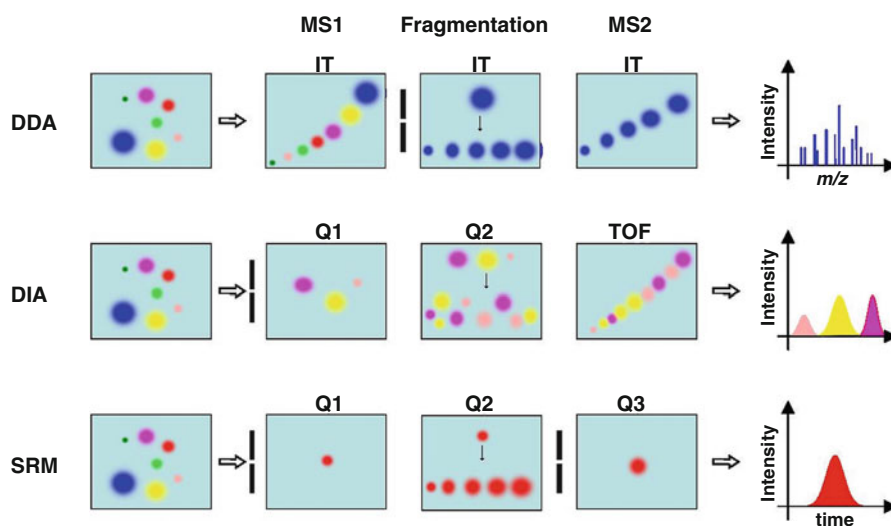 MS1 Fragmentation MS2
IT IT IT
DDA
Intensity
m/z
Q1 Q2 TOF
DIA
Intensity
Q1 Q2 Q3
SRM
Intensity
time